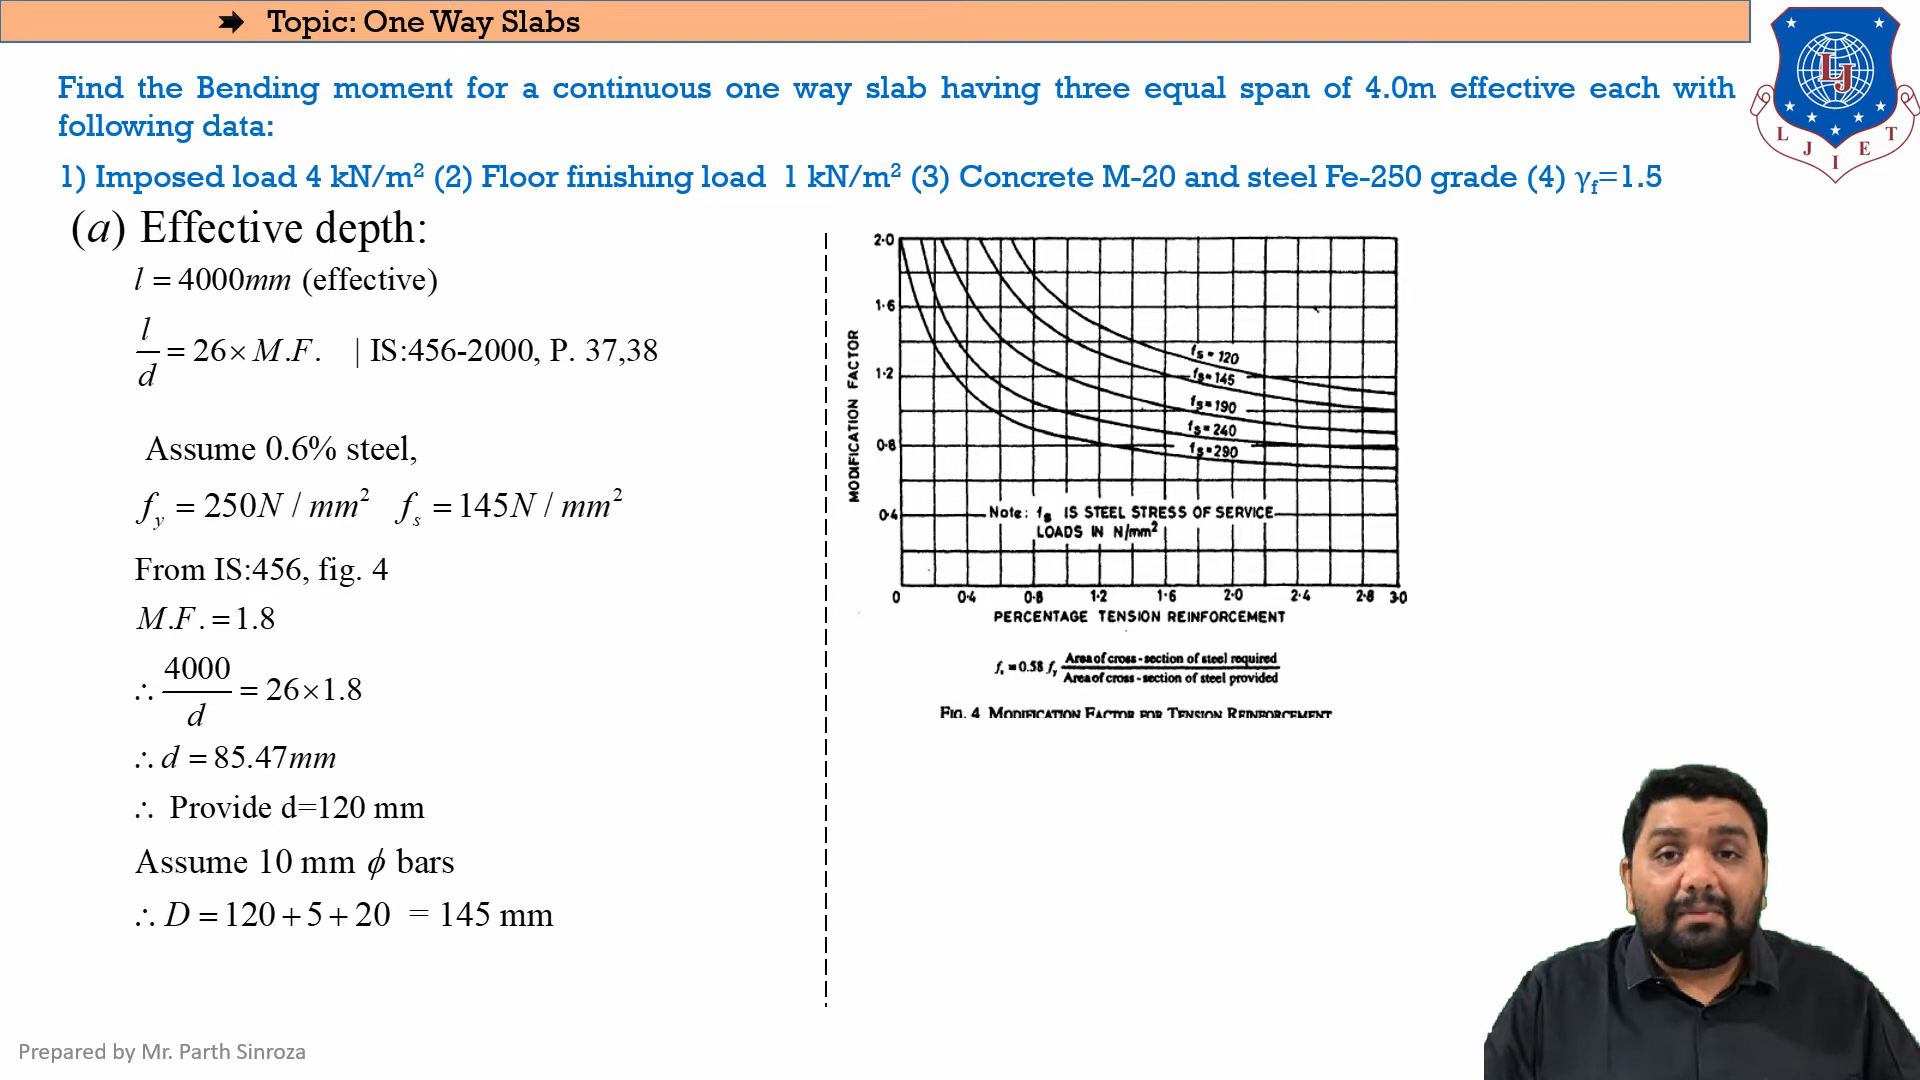 ➡ Topic: One Way Slabs
L J I E T
LJ
Find the Bending moment for a continuous one way slab having three equal span of 4.0m effective each with
following data:
1) Imposed load 4 kN/m² (2) Floor finishing load 1 kN/m² (3) Concrete M-20 and steel Fe-250 grade (4) γf=1.5
(a) Effective depth:
l = 4000mm (effective)
l/d = 26× M.F. | IS:456-2000, P. 37,38
Assume 0.6% steel,
fy = 250N / mm² fs = 145N / mm²
From IS:456, fig. 4
M.F. = 1.8
∴ 4000/d = 26×1.8
∴ d = 85.47mm
∴ Provide d=120 mm
Assume 10 mm ϕ bars
∴ D = 120 + 5 + 20 = 145 mm
MODIFICATION FACTOR
2·0
1·6
1·2
0·8
0·4
fs = 120
fs = 145
fs = 190
fs = 240
fs = 290
Note: fs IS STEEL STRESS OF SERVICE
LOADS IN N/mm²
0 0·4 0·8 1·2 1·6 2·0 2·4 2·8 3·0
PERCENTAGE TENSION REINFORCEMENT
fs = 0.58 fy Area of cross-section of steel required / Area of cross-section of steel provided
FIG. 4 MODIFICATION FACTOR FOR TENSION REINFORCEMENT
Prepared by Mr. Parth Sinroza